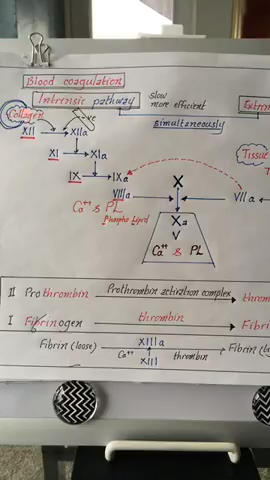 Blood coagulation
Intrinsic pathway
slow
more efficient
simultaneously
Collagen
-ve
XII XIIa
XI XIa
IX IXa
VIIIa
Ca++ & PL
Phospho Lipid
X
VIIa
Xa
V
Ca++ & PL
Tissue
II Prothrombin Prothrombin activation complex
I Fibrinogen thrombin
Fibrin (loose) XIIIa Fibrin
Ca++ thrombin
XIII